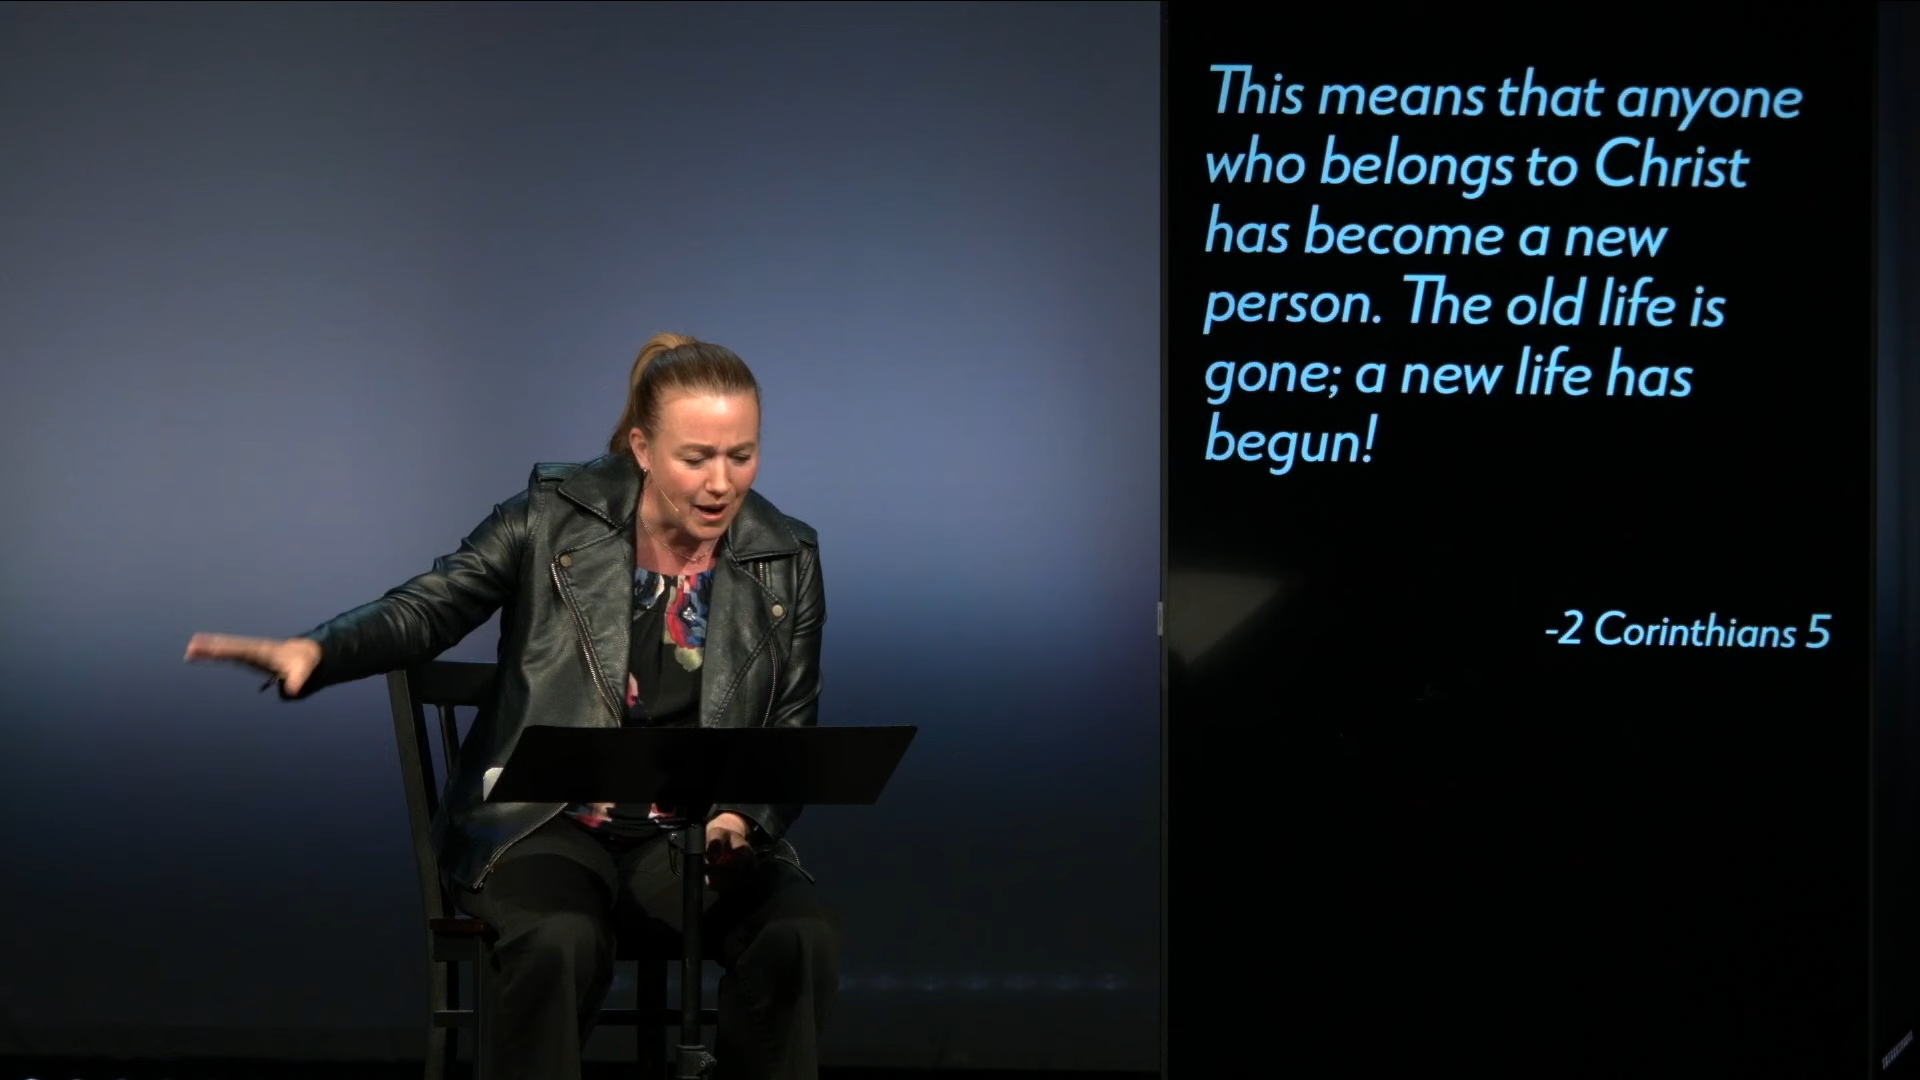 This means that anyone
who belongs to Christ
has become a new
person. The old life is
gone; a new life has
begun!
-2 Corinthians 5